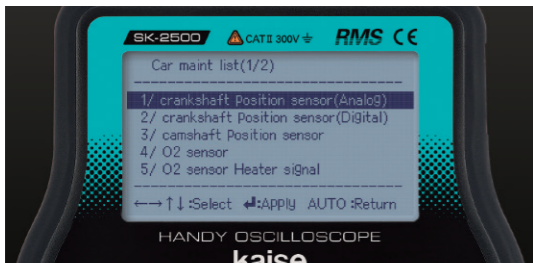 SK-2500 CAT II 300V RMS CE
Car maint list(1/2)
1/ crankshaft Position sensor(Analog)
2/ crankshaft Position sensor(Digital)
3/ camshaft Position sensor
4/ O2 sensor
5/ O2 sensor Heater signal
←→↑↓:Select ↲:Apply AUTO:Return
HANDY OSCILLOSCOPE
kaise